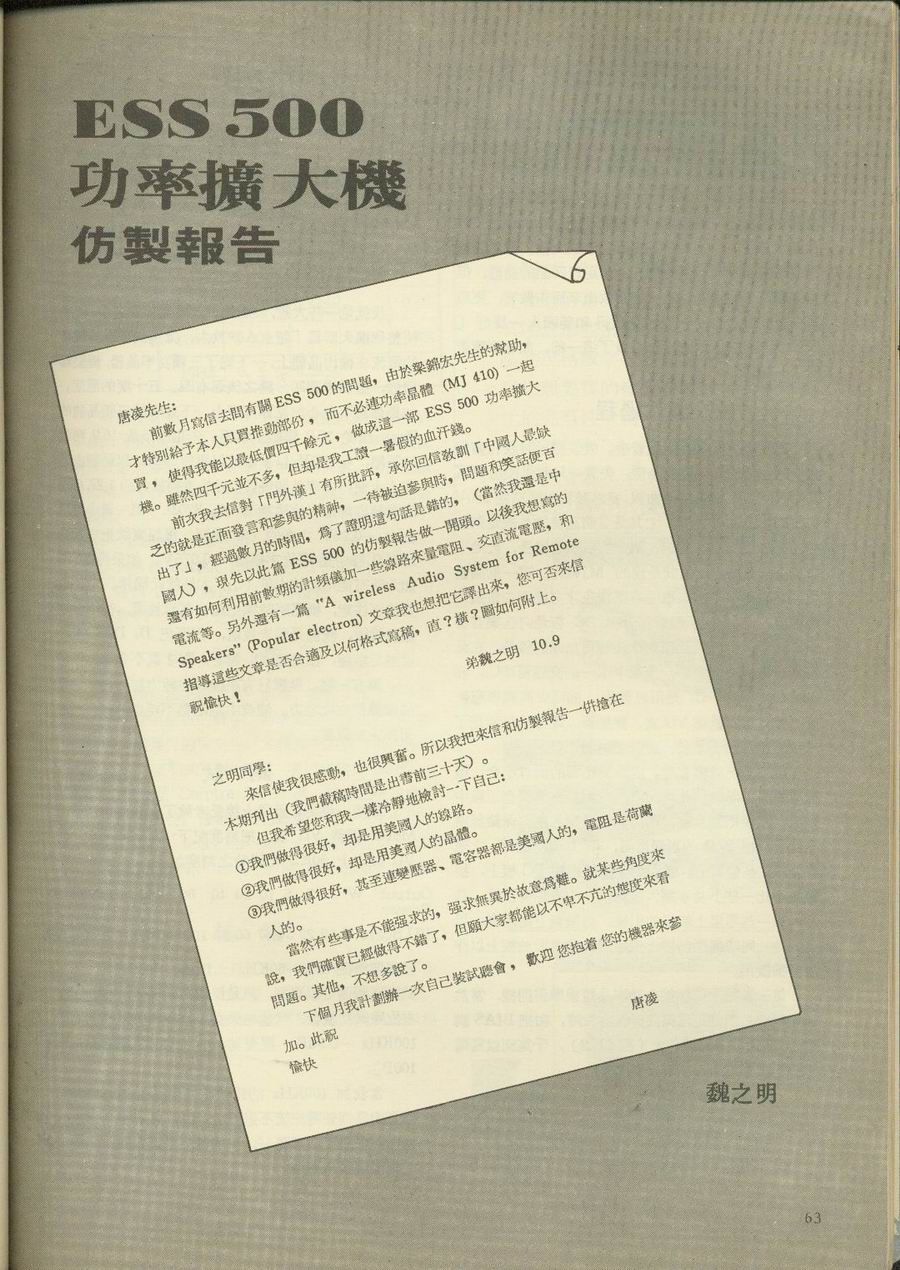 ESS 500
功率擴大機
仿製報告
唐凌先生：
前數月寫信去問有關 ESS 500 的問題，由於梁錦宏先生的幫助，
才特別給予本人只買推動部份，而不必連功率晶體 (MJ 410) 一起
買，使得我能以最低價四千餘元，做成這一部 ESS 500 功率擴大
機。雖然四千元並不多，但却是我工讀一暑假的血汗錢。
前次我去信對「門外漢」有所批評，承你回信敎訓「中國人最缺
乏的就是正面發言和參與的精神，一待被迫參與時，問題和笑話便百
出了」，經過數月的時間，爲了證明這句話是錯的，（當然我還是中
國人），現先以此篇 ESS 500 的仿製報告做一開頭。以後我想寫的
還有如何利用前數期的計頻儀加一些線路來量電阻、交直流電壓，和
電流等。另外還有一篇 "A wireless Audio System for Remote
Speakers" (Popular electron) 文章我也想把它譯出來，您可否來信
指導這些文章是否合適及以何格式寫稿，直？橫？圖如何附上。
祝愉快！
弟魏之明 10.9
之明同學：
來信使我很感動，也很興奮。所以我把來信和仿製報告一倂搶在
本期刊出（我們截稿時間是出書前三十天）。
但我希望您和我一樣冷靜地檢討一下自己：
①我們做得很好，却是用美國人的線路。
②我們做得很好，却是用美國人的晶體。
③我們做得很好，甚至連變壓器、電容器都是美國人的，電阻是荷蘭
人的。
當然有些事是不能强求的，强求無異於故意爲難。就某些角度來
說，我們確實已經做得不錯了，但願大家都能以不卑不亢的態度來看
問題。其他，不想多說了。
下個月我計劃辦一次自己裝試聽會，歡迎您抱着您的機器來參
加。此祝
愉快
唐凌
魏之明
63